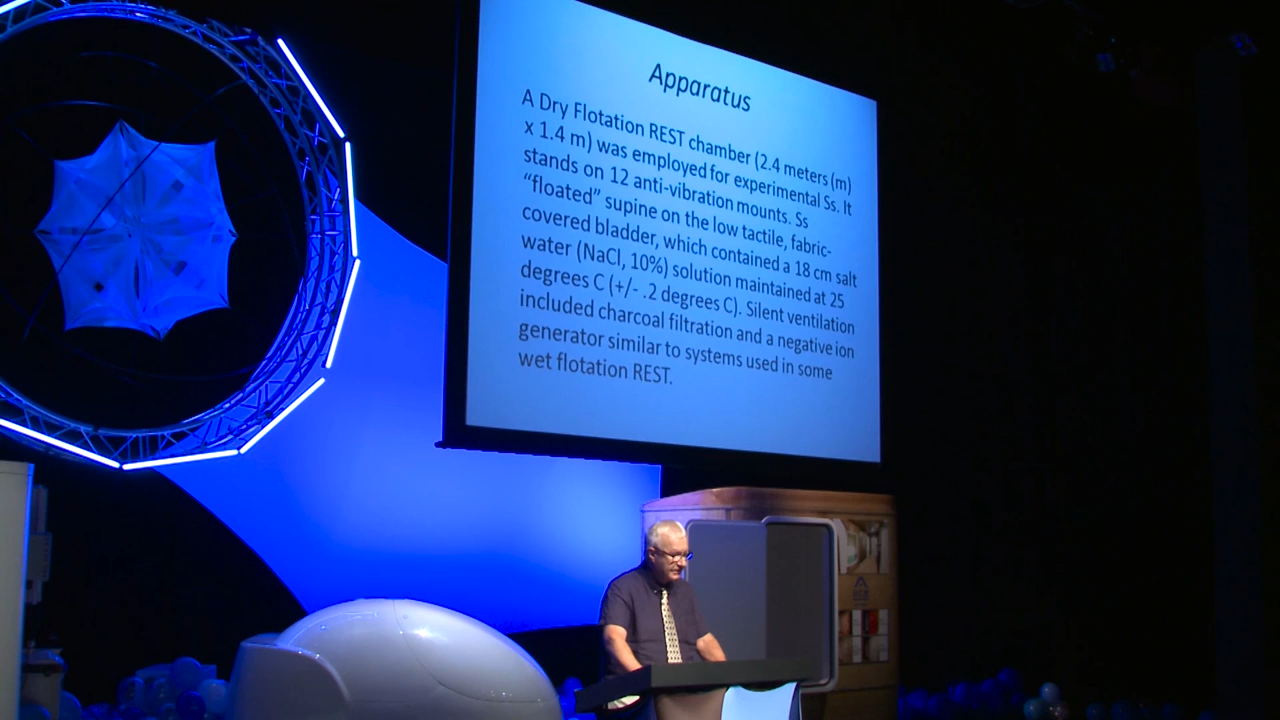 Apparatus
A Dry Flotation REST chamber (2.4 meters (m)
x 1.4 m) was employed for experimental Ss. It
stands on 12 anti-vibration mounts. Ss
“floated” supine on the low tactile, fabric-
covered bladder, which contained a 18 cm salt
water (NaCl, 10%) solution maintained at 25
degrees C (+/- .2 degrees C). Silent ventilation
included charcoal filtration and a negative ion
generator similar to systems used in some
wet flotation REST.